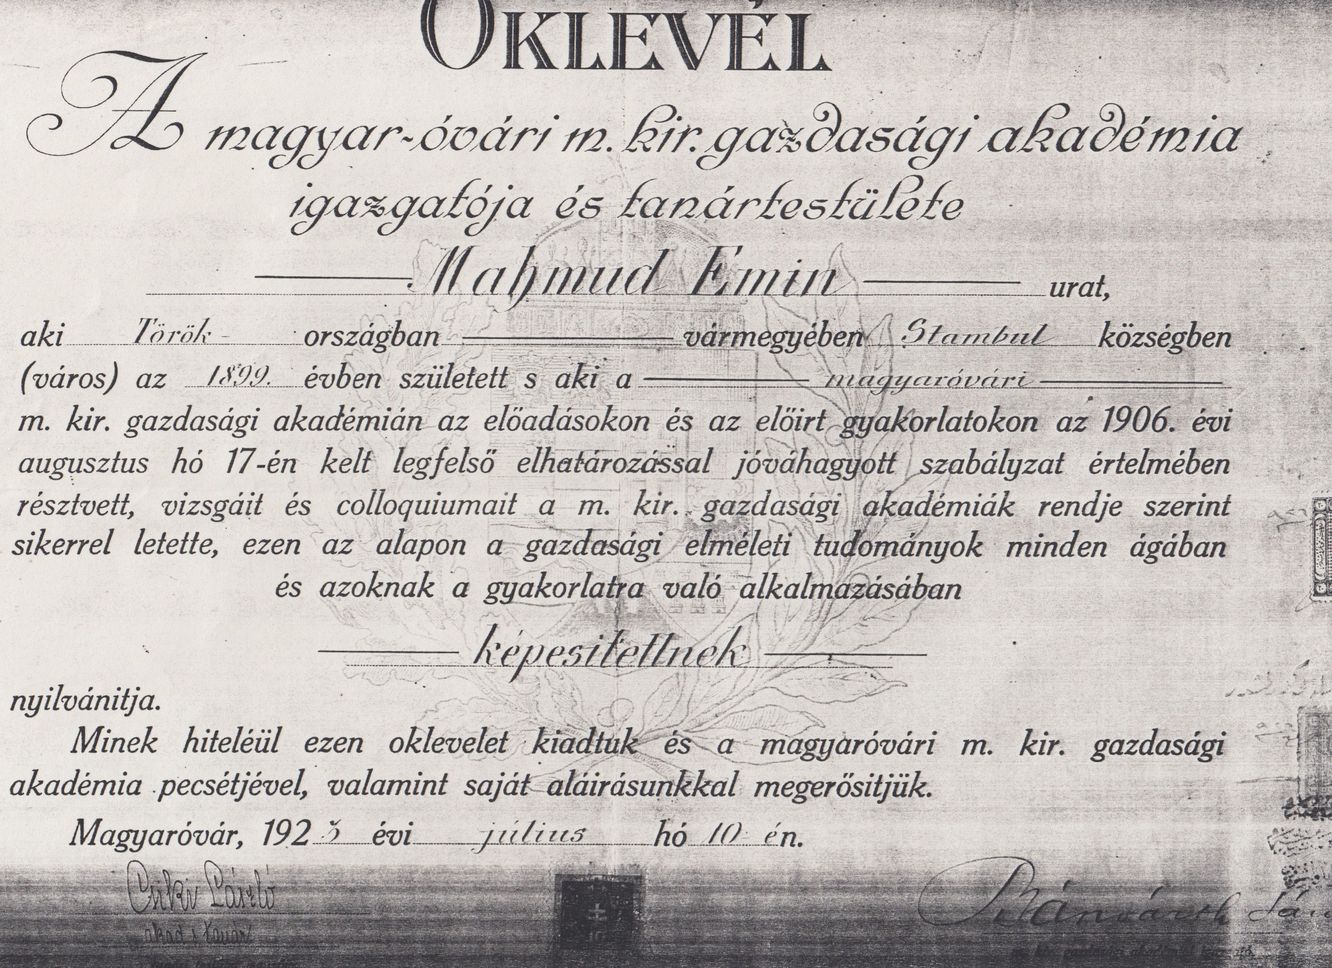 OKLEVÉL
A magyar-óvári m. kir. gazdasági akadémia
igazgatója és tanártestülete
Mahmud Emin urat,
aki Török- országban vármegyében Stambul községben
(város) az 1899. évben született s aki a magyaróvári
m. kir. gazdasági akadémián az előadásokon és az előirt gyakorlatokon az 1906. évi
augusztus hó 17-én kelt legfelső elhatározással jóváhagyott szabályzat értelmében
résztvett, vizsgáit és colloquiumait a m. kir. gazdasági akadémiák rendje szerint
sikerrel letette, ezen az alapon a gazdasági elméleti tudományok minden ágában
és azoknak a gyakorlatra való alkalmazásában
képesitettnek
nyilvánitja.
Minek hiteléül ezen oklevelet kiadtuk és a magyaróvári m. kir. gazdasági
akadémia pecsétjével, valamint saját aláirásunkkal megerősitjük.
Magyaróvár, 1923 évi július hó 10 én.
Csiki László